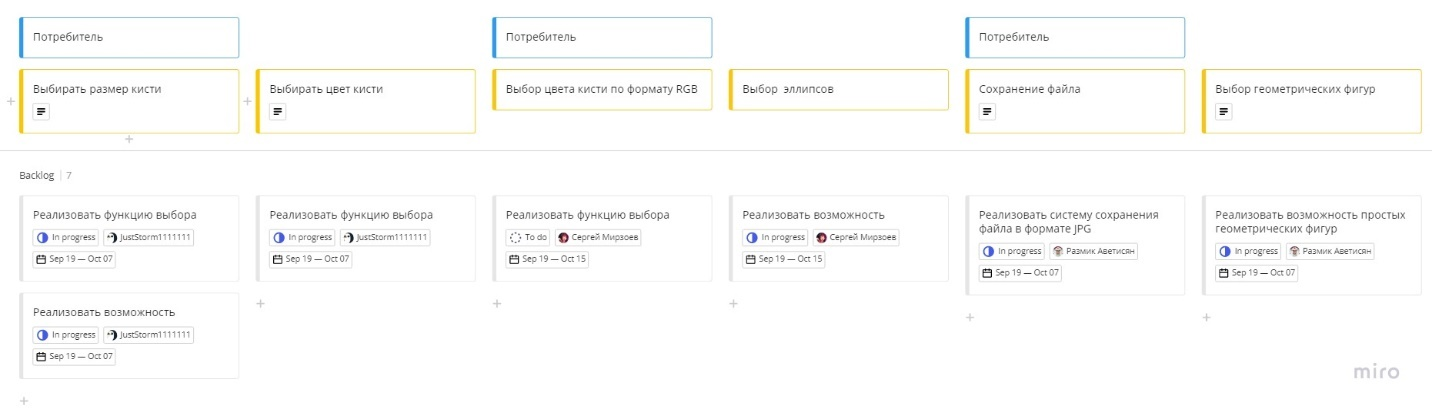 Потребитель
Потребитель
Потребитель
Выбирать размер кисти
Выбирать цвет кисти
Выбор цвета кисти по формату RGB
Выбор эллипсов
Сохранение файла
Выбор геометрических фигур
Backlog | 7
Реализовать функцию выбора
In progress JustStorm1111111
Sep 19 — Oct 07
Реализовать функцию выбора
In progress JustStorm1111111
Sep 19 — Oct 07
Реализовать функцию выбора
To do Сергей Мирзоев
Sep 19 — Oct 15
Реализовать возможность
In progress Сергей Мирзоев
Sep 19 — Oct 15
Реализовать систему сохранения
файла в формате JPG
In progress Размик Аветисян
Sep 19 — Oct 07
Реализовать возможность простых
геометрических фигур
In progress Размик Аветисян
Sep 19 — Oct 07
Реализовать возможность
In progress JustStorm1111111
Sep 19 — Oct 07
miro